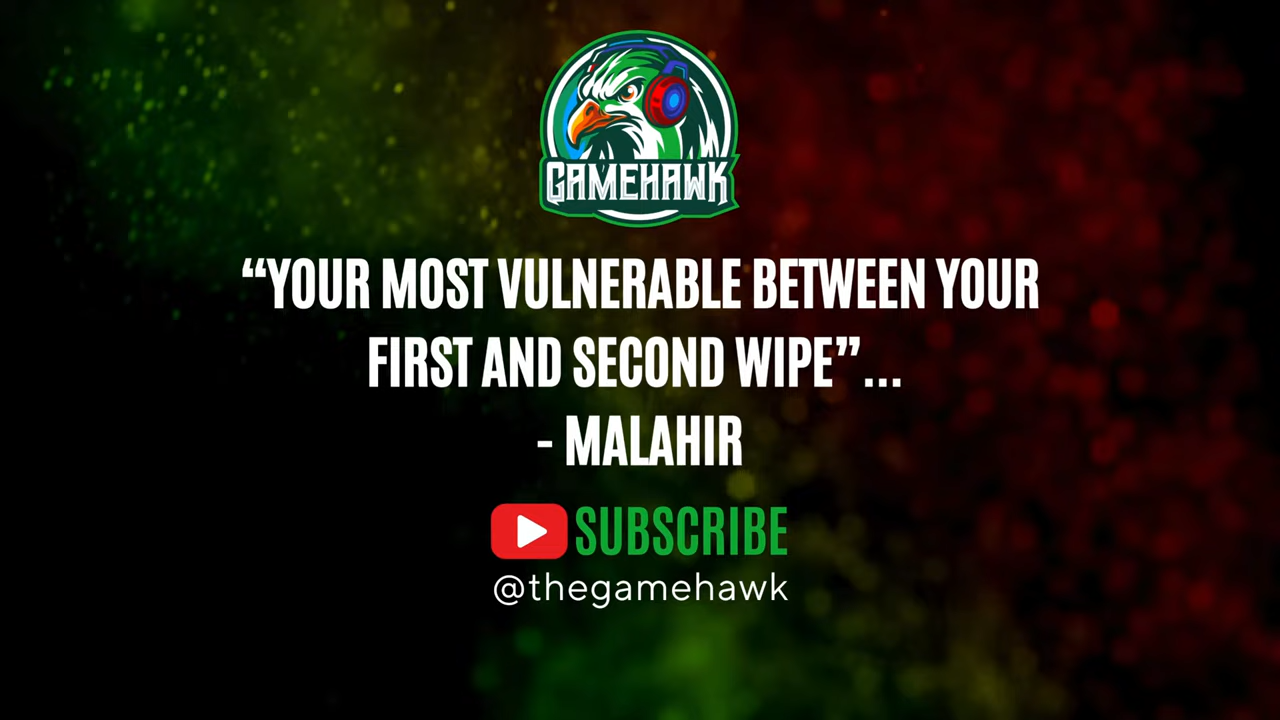 GAMEHAWK
“YOUR MOST VULNERABLE BETWEEN YOUR
FIRST AND SECOND WIPE”...
- MALAHIR
SUBSCRIBE
@thegamehawk